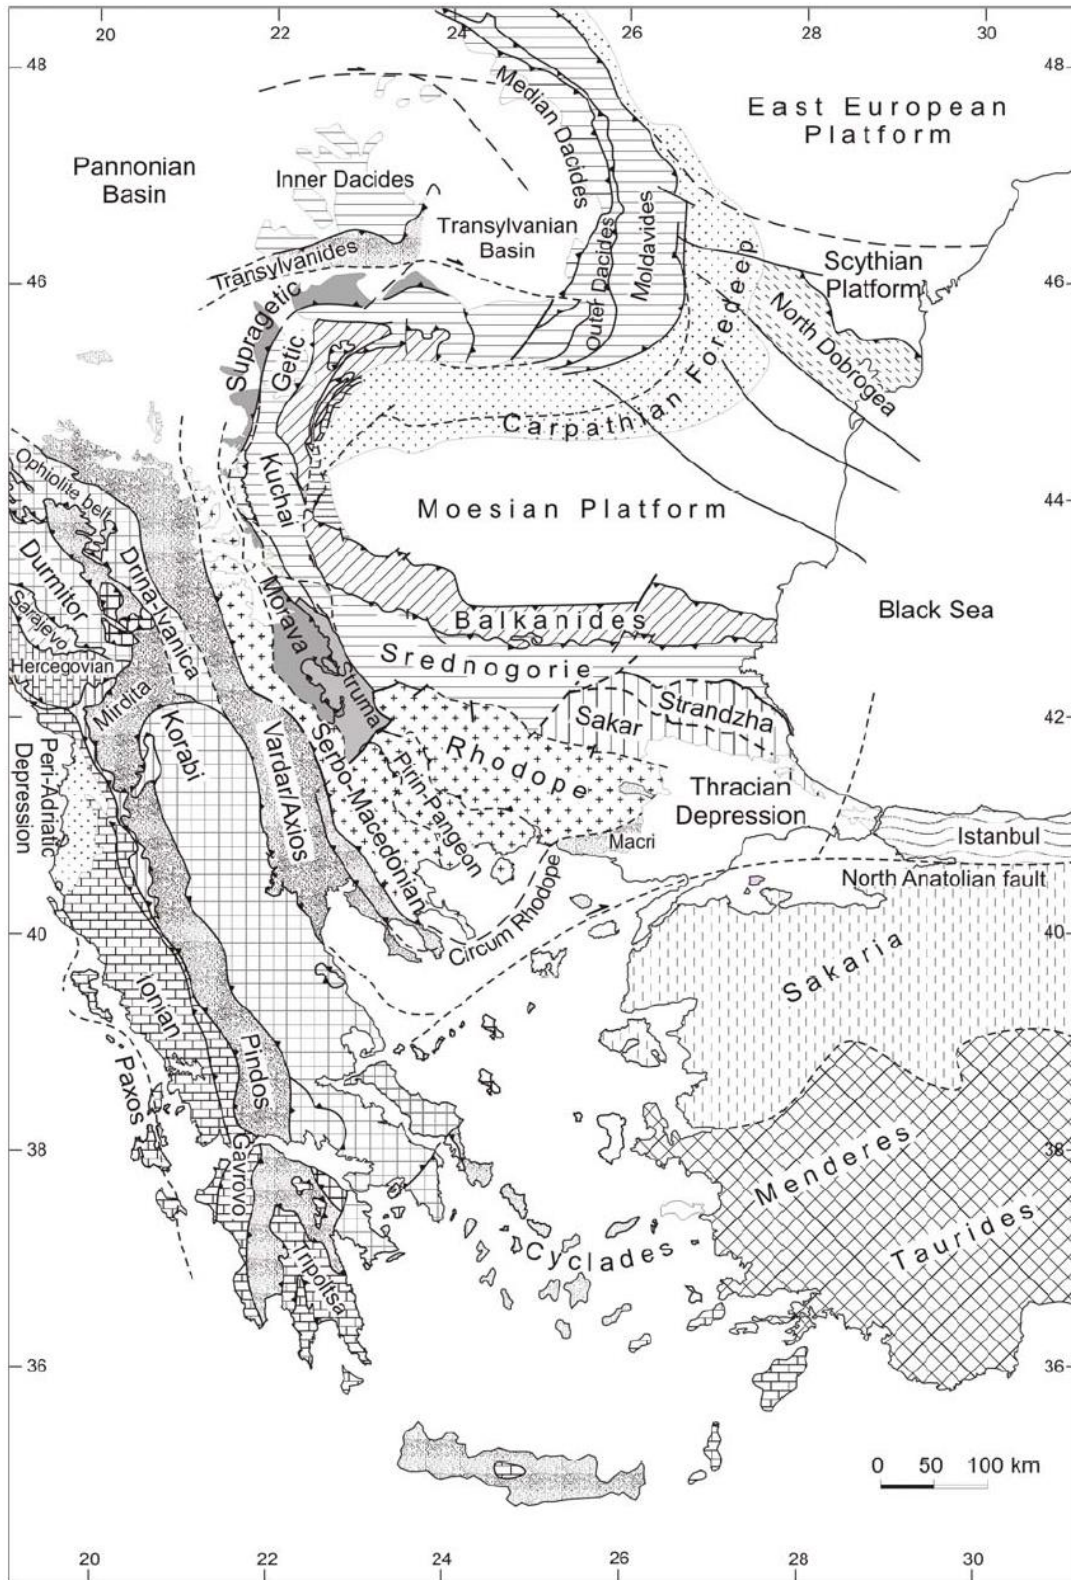 20 22 24 26 28 30
48 48
East European
Platform
Median Dacides
Pannonian
Basin
Inner Dacides
Transylvanian
Basin
Transylvanides
Outer Dacides
Moldavides
Scythian
Platform
46 46
North Dobrogea
Supragetic
Getic
Carpathian Foredeep
Ophiolite belt
Kuchai
44 44
Moesian Platform
Durmitor
Drina-Ivanica
Sarajevo
Hercegovian
Morava
Struma
Balkanides
Black Sea
Srednogorie
Mirdita
Korabi
42 42
Sakar
Strandzha
Peri-Adriatic
Depression
Vardar/Axios
Serbo-Macedonian
Pirin-Pangeon
Rhodope
Thracian
Depression
Macri
Istanbul
North Anatolian fault
Circum Rhodope
40 40
Sakaria
Ionian
Pindos
Paxos
Gavrovo
Tripoltsa
38 38
Menderes
Taurides
Cyclades
36 36
0 50 100 km
20 22 24 26 28 30